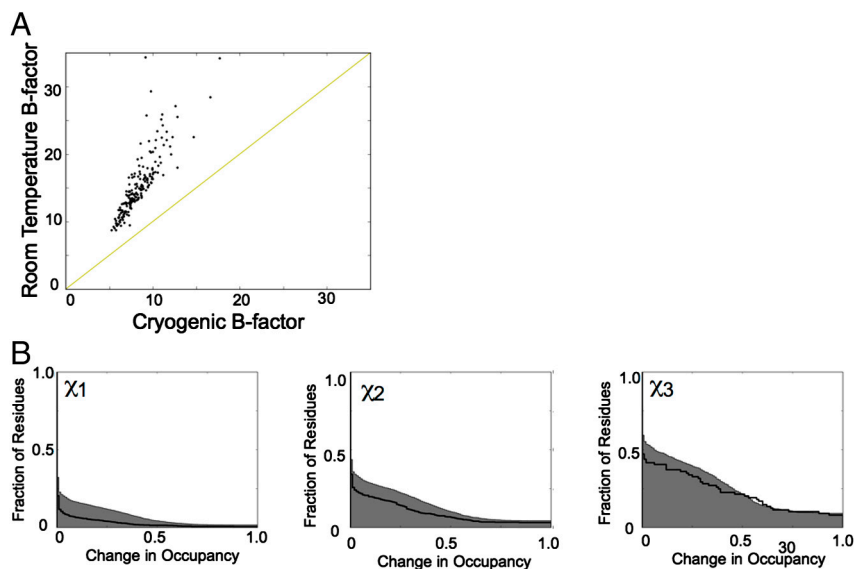 A
Room Temperature B-factor
30
20
10
0
0 10 20 30
Cryogenic B-factor
B
Fraction of Residues
1.0
0.5
0
χ1
0 0.5 1.0
Change in Occupancy
Fraction of Residues
1.0
0.5
0
χ2
0 0.5 1.0
Change in Occupancy
Fraction of Residues
1.0
0.5
0
χ3
0 0.5 1.0
30
Change in Occupancy